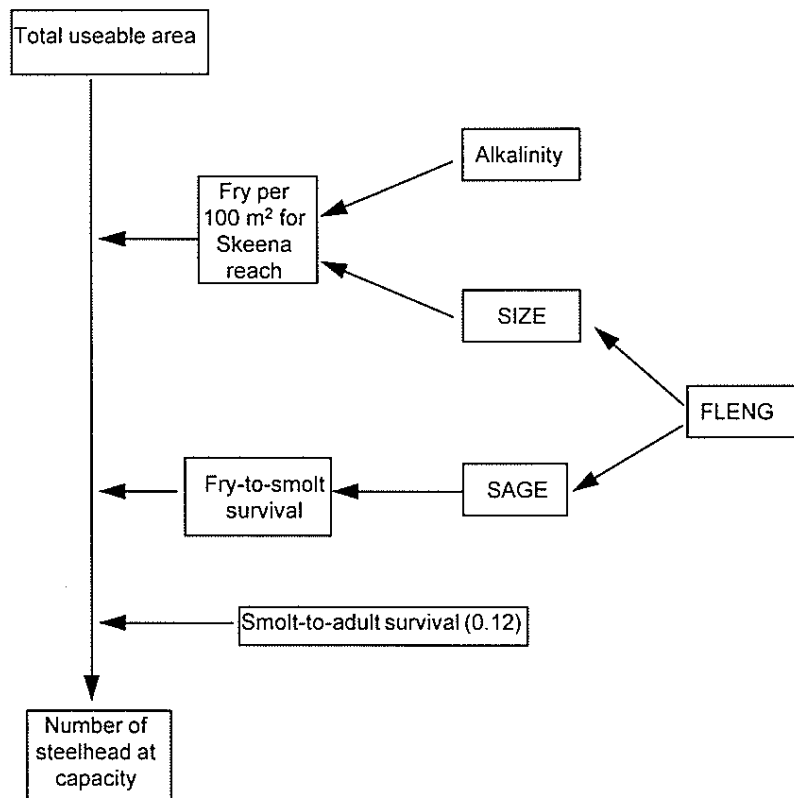 Total useable area
Alkalinity
Fry per
100 m² for
Skeena
reach
SIZE
FLENG
Fry-to-smolt
survival
SAGE
Smolt-to-adult survival (0.12)
Number of
steelhead at
capacity